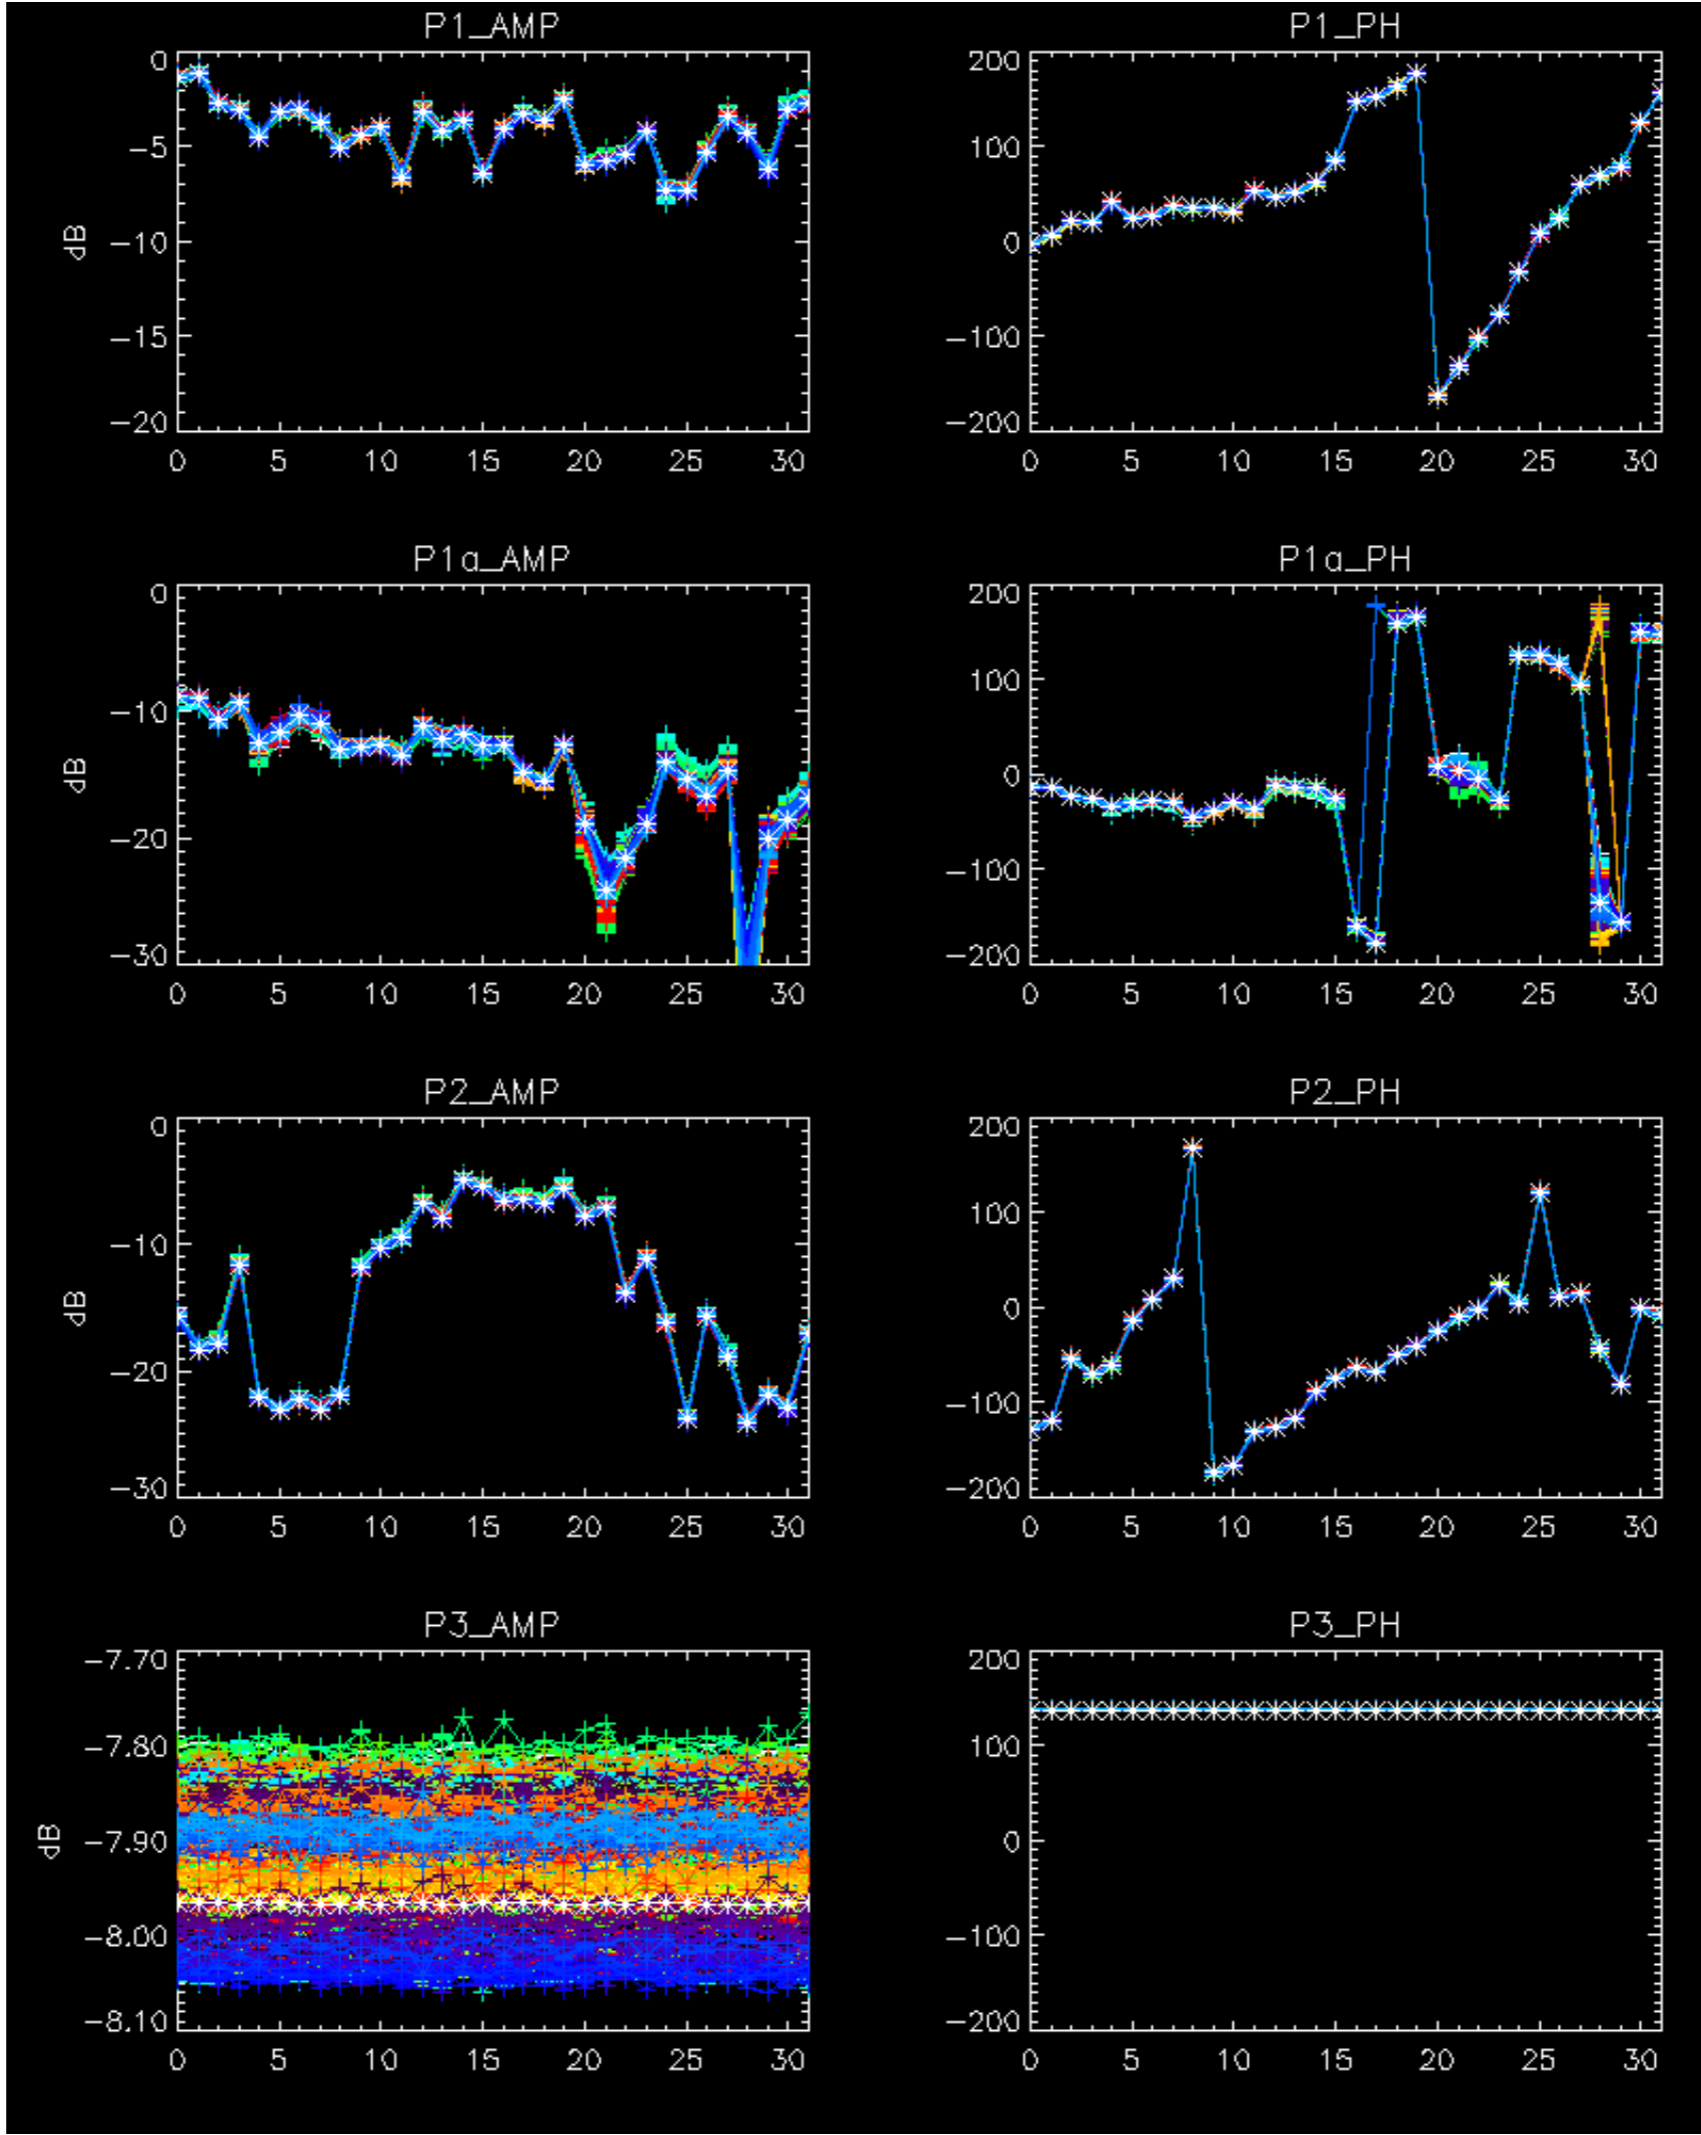 P1_AMP P1_PH
0 200
-5 100
dB -10 0
-15 -100
-20 -200
0 5 10 15 20 25 30 0 5 10 15 20 25 30
P1a_AMP P1a_PH
0 200
-10 100
dB 0
-20 -100
-30 -200
0 5 10 15 20 25 30 0 5 10 15 20 25 30
P2_AMP P2_PH
0 200
-10 100
dB 0
-20 -100
-30 -200
0 5 10 15 20 25 30 0 5 10 15 20 25 30
P3_AMP P3_PH
-7.70 200
-7.80 100
dB -7.90 0
-8.00 -100
-8.10 -200
0 5 10 15 20 25 30 0 5 10 15 20 25 30